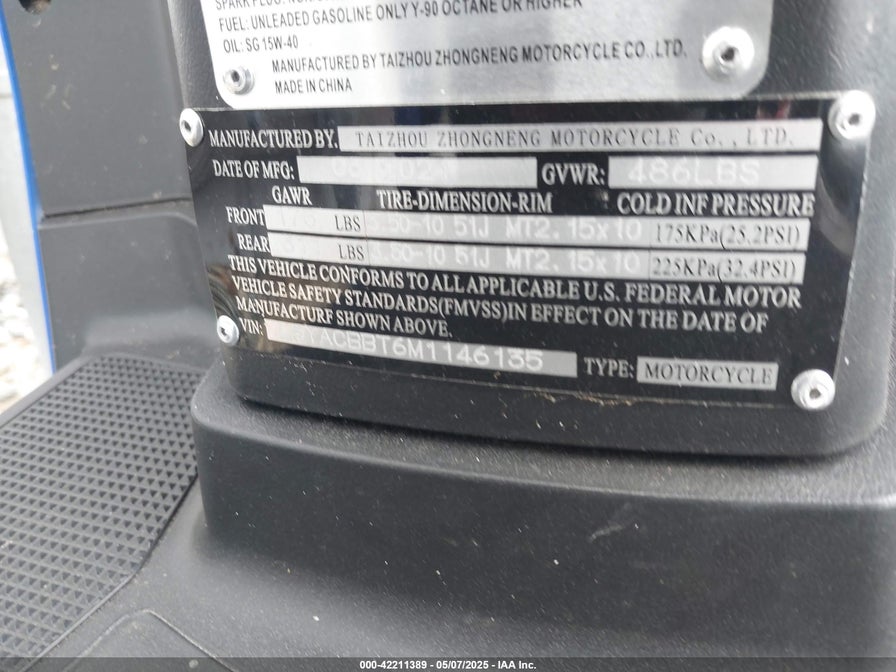 FUEL: UNLEADED GASOLINE ONLY Y-90 OCTANE OR HIGHER
OIL: SG 15W-40
MANUFACTURED BY TAIZHOU ZHONGNENG MOTORCYCLE CO., LTD.
MADE IN CHINA
MANUFACTURED BY. TAIZHOU ZHONGNENG MOTORCYCLE Co. , LTD.
DATE OF MFG: GVWR: 486LBS
GAWR TIRE-DIMENSION-RIM COLD INF PRESSURE
FRONT LBS 51J MT2.15x10 175KPa(25.2PSI)
REAR LBS MT2.15x10 225KPa(32.4PSI)
THIS VEHICLE CONFORMS TO ALL APPLICABLE U.S. FEDERAL MOTOR
VEHICLE SAFETY STANDARDS(FMVSS)IN EFFECT ON THE DATE OF
MANUFACTURF SHOWN ABOVE.
VIN: TYPE: MOTORCYCLE
000-42211389 - 05/07/2025 - IAA Inc.